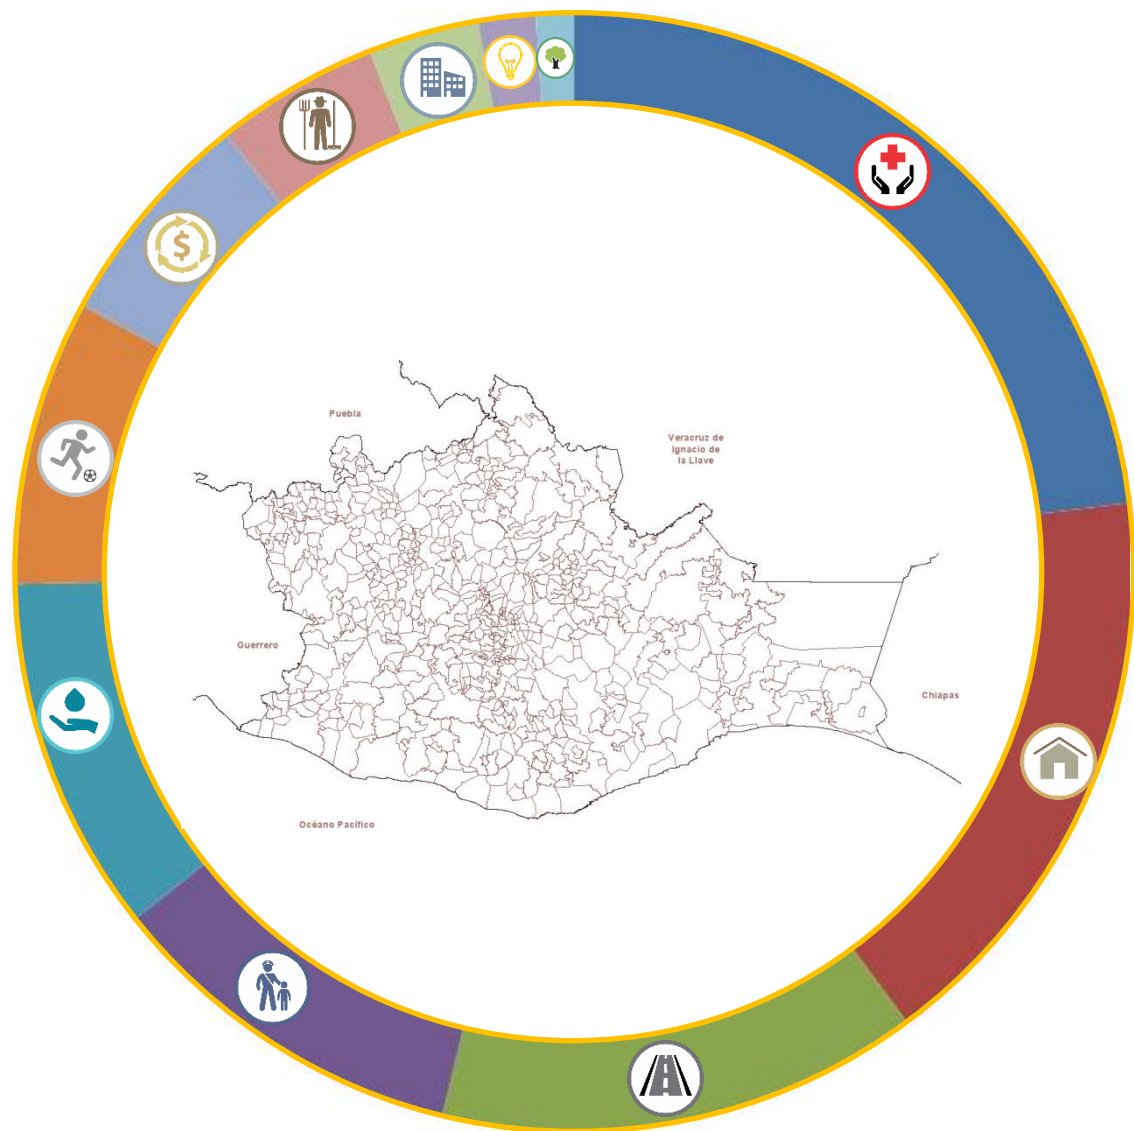 Puebla
Veracruz de
Ignacio de
la Llave
Guerrero
Chiapas
Océano Pacífico
$